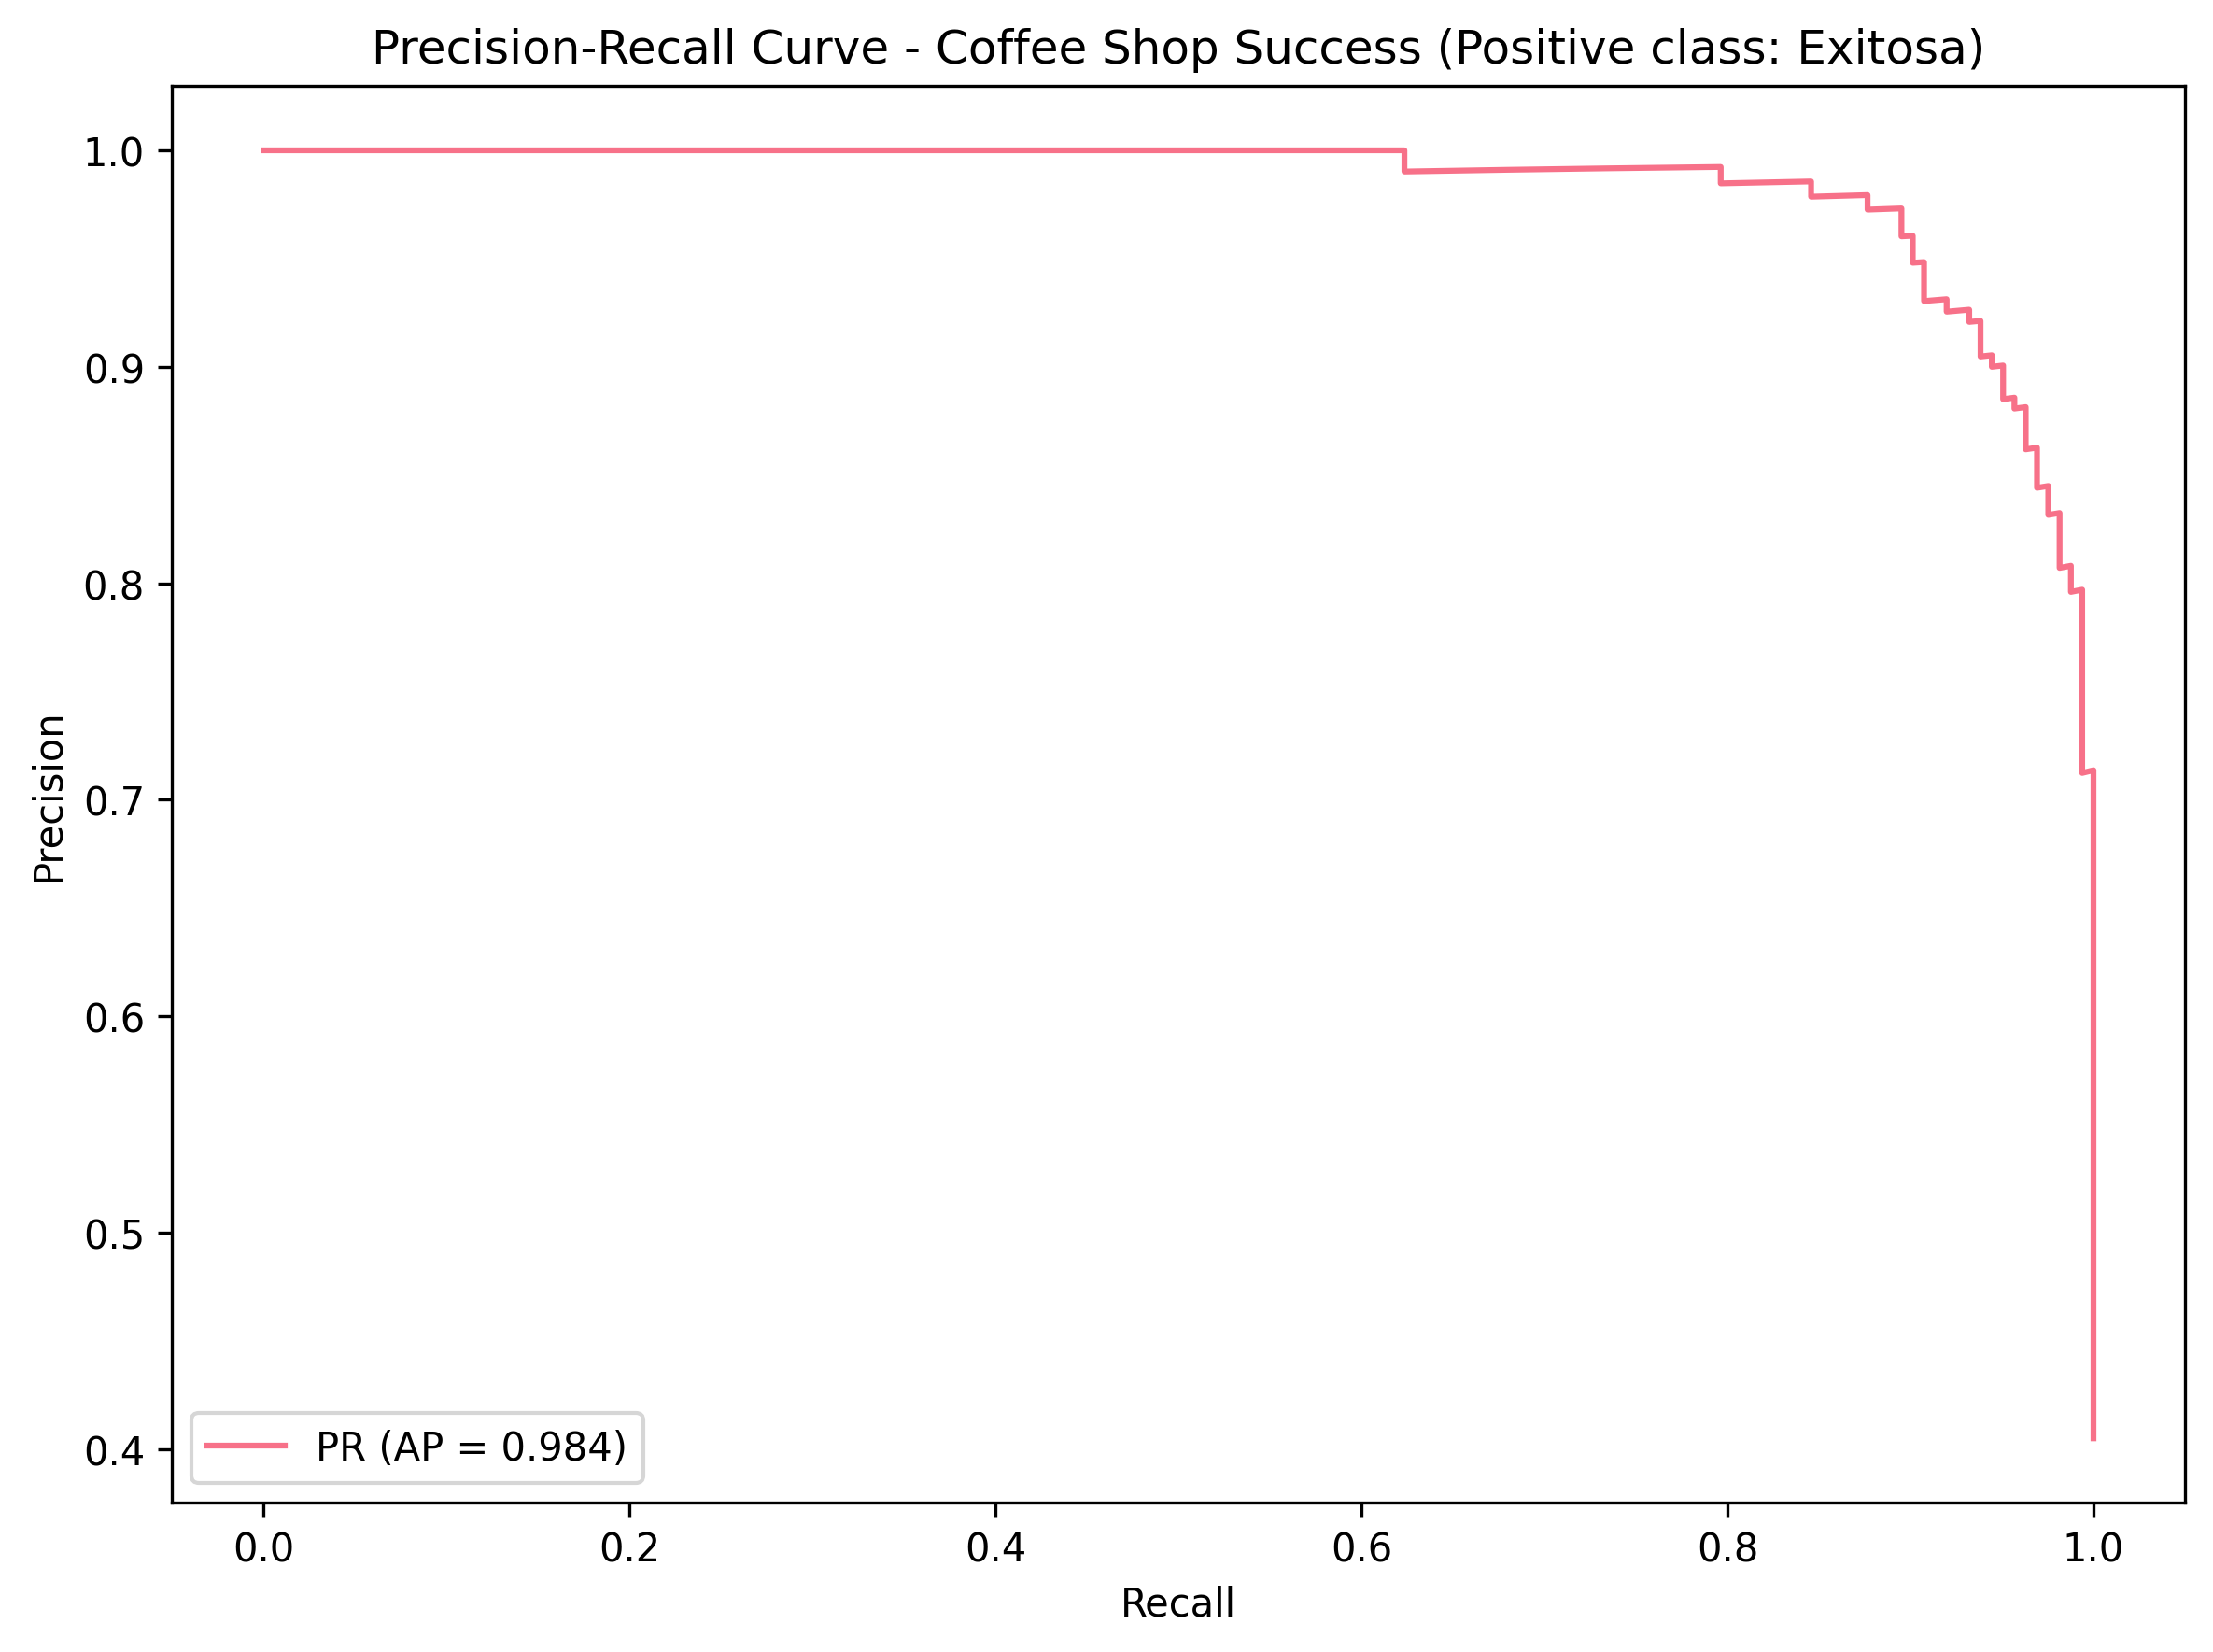 Precision-Recall Curve - Coffee Shop Success (Positive class: Exitosa)
1.0
0.9
0.8
0.7
0.6
0.5
0.4
Precision
PR (AP = 0.984)
0.0 0.2 0.4 0.6 0.8 1.0
Recall